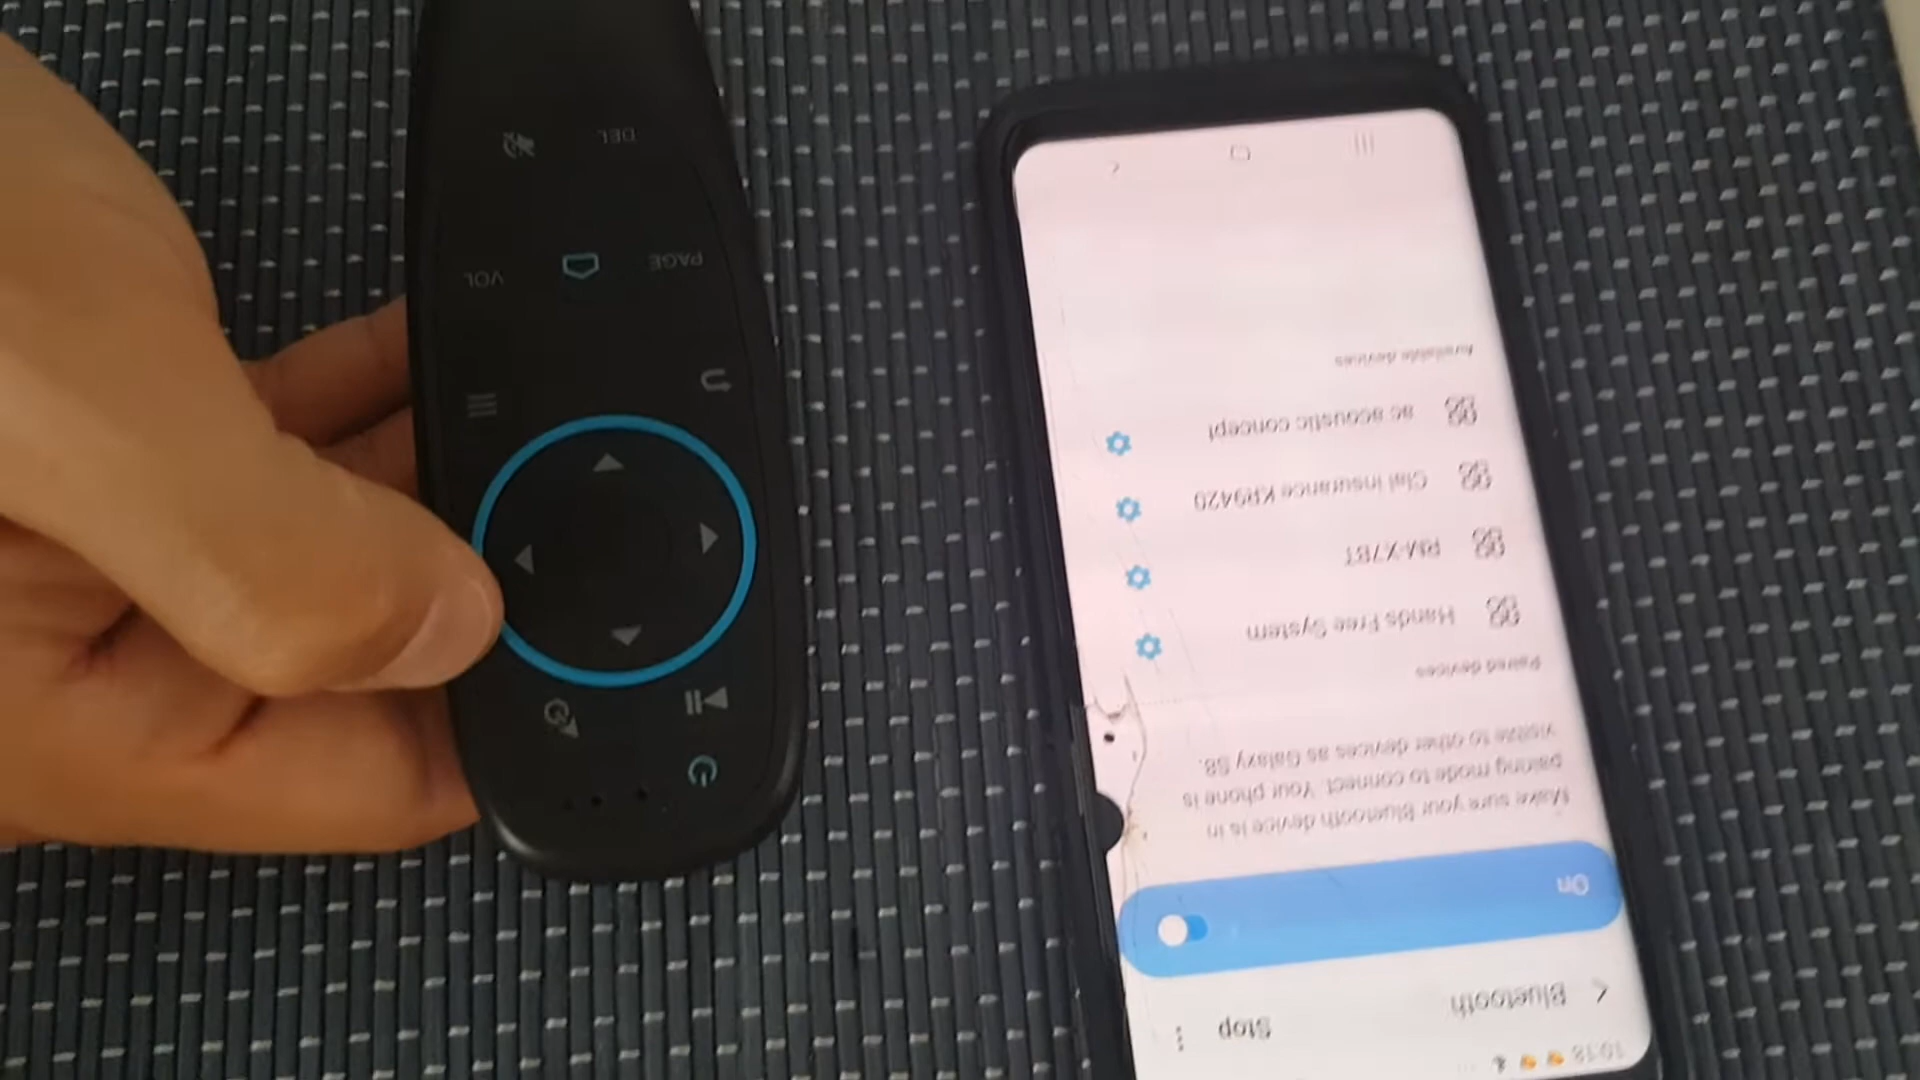 10:18
Bluetooth
Stop
On
Make sure your Bluetooth device is in
pairing mode to connect. Your phone is
visible to other devices as Galaxy S8.
Paired devices
Hands Free System
RM-X7BT
Clal insurance KR9420
ac acoustic concept
Available devices
PAGE
VOL
DEL